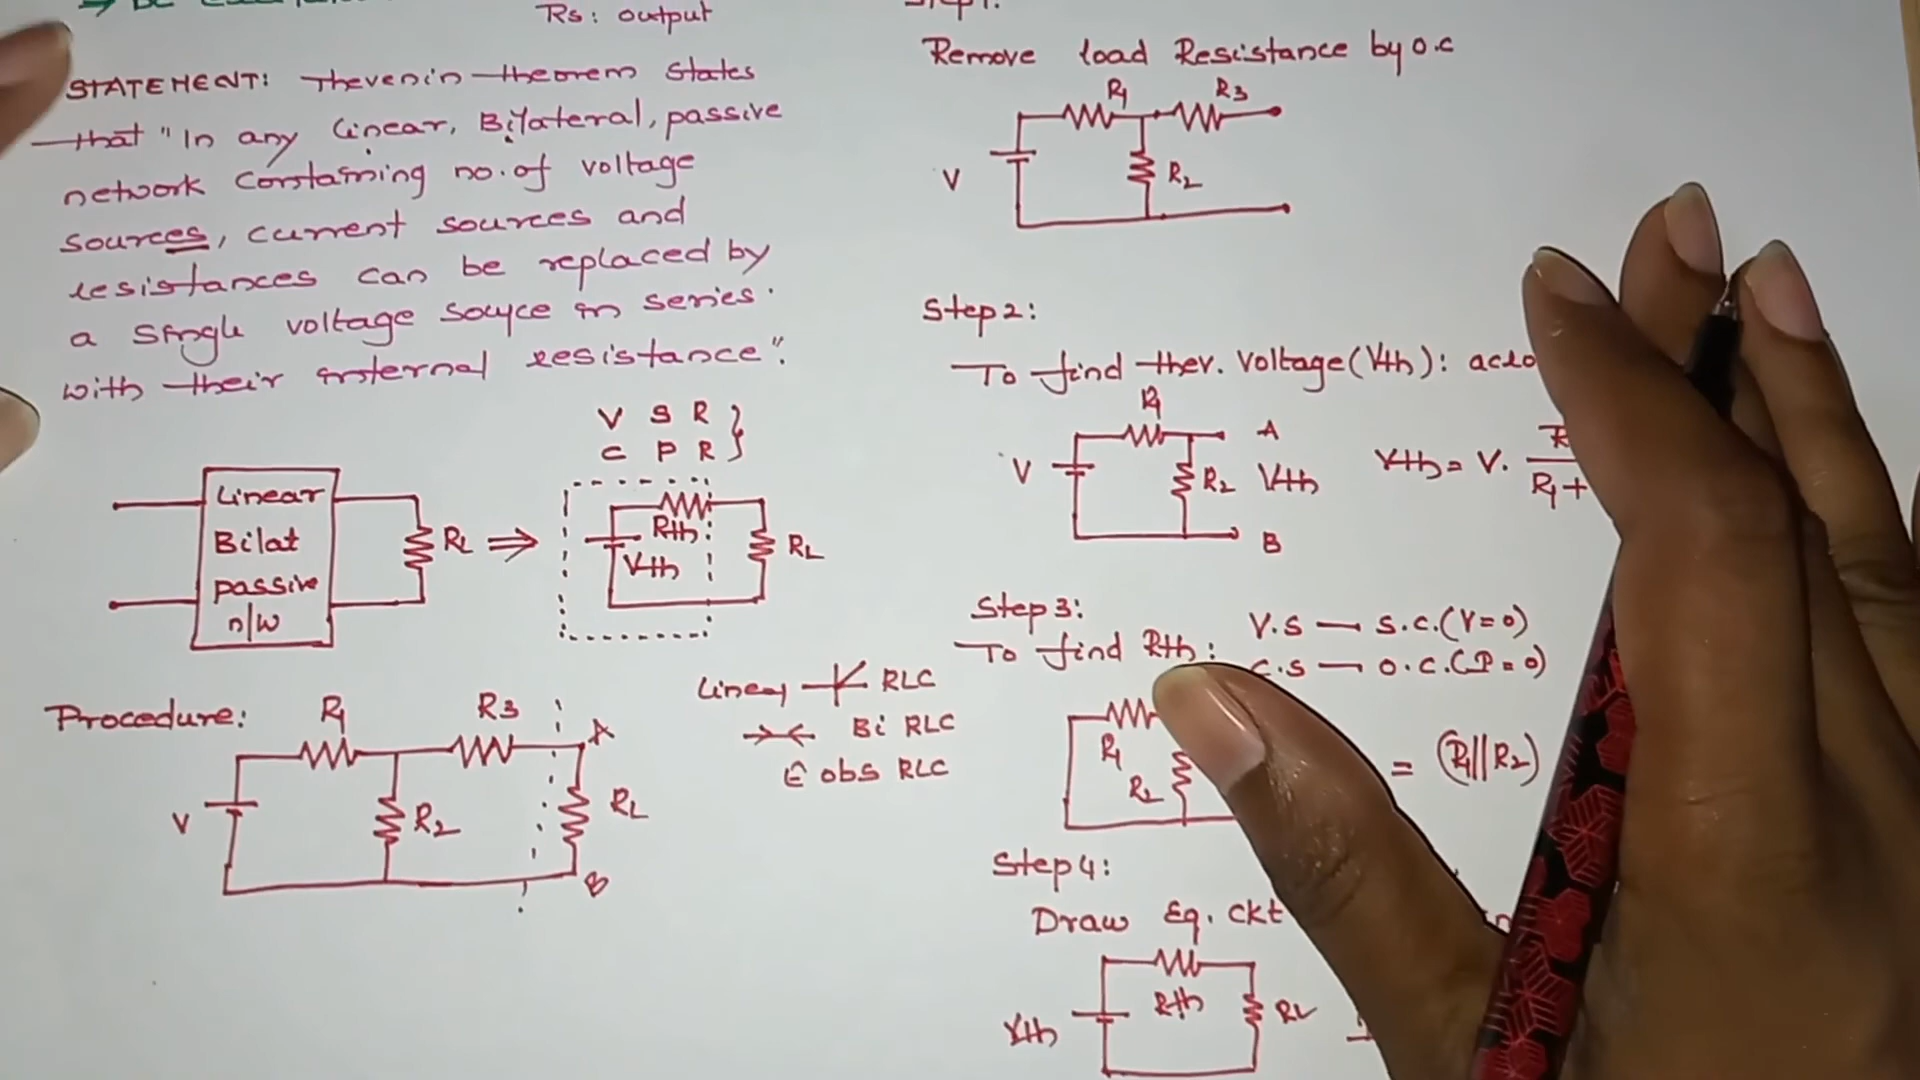 Rs: output
STATEMENT: Thevenin theorem States
that "In any linear, Bilateral, passive
network containing no. of voltage
sources, current sources and
resistances can be replaced by
a single voltage source in series
with their internal resistance".
V S R
C P R
Linear
Bilat
passive
n/w
RL ⇒
Rth
Vth
RL
Linear RLC
Bi RLC
obs RLC
Procedure:
R1 R3 A
V R2 RL
B
Remove load Resistance by o.c
R1 R3
V R2
Step 2:
To find thev. Voltage (Vth):
R1
A
V R2 Vth
B
Vth = V.
R1 +
Step 3:
To find Rth:
V.S — S.C. (V=0)
C.S — O.C. (I=0)
R1
R2
= (R1||R2)
Step 4:
Draw Eq. ckt
Rth
Vth RL